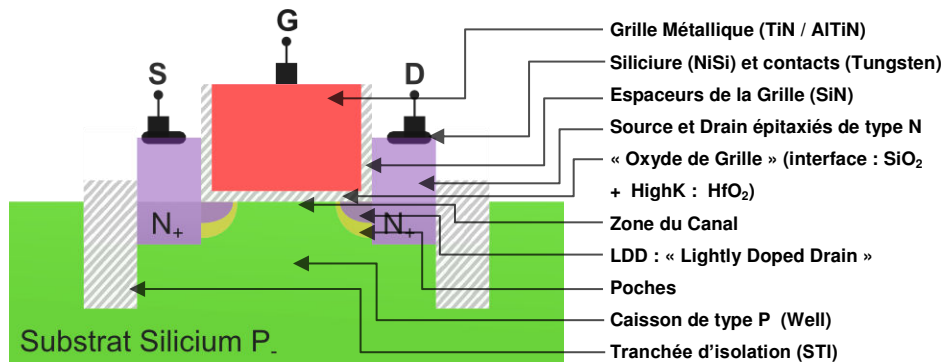 G
S
D
N+
N+
Substrat Silicium P-
Grille Métallique (TiN / AlTiN)
Siliciure (NiSi) et contacts (Tungsten)
Espaceurs de la Grille (SiN)
Source et Drain épitaxiés de type N
« Oxyde de Grille » (interface : SiO2
+ HighK : HfO2)
Zone du Canal
LDD : « Lightly Doped Drain »
Poches
Caisson de type P (Well)
Tranchée d'isolation (STI)